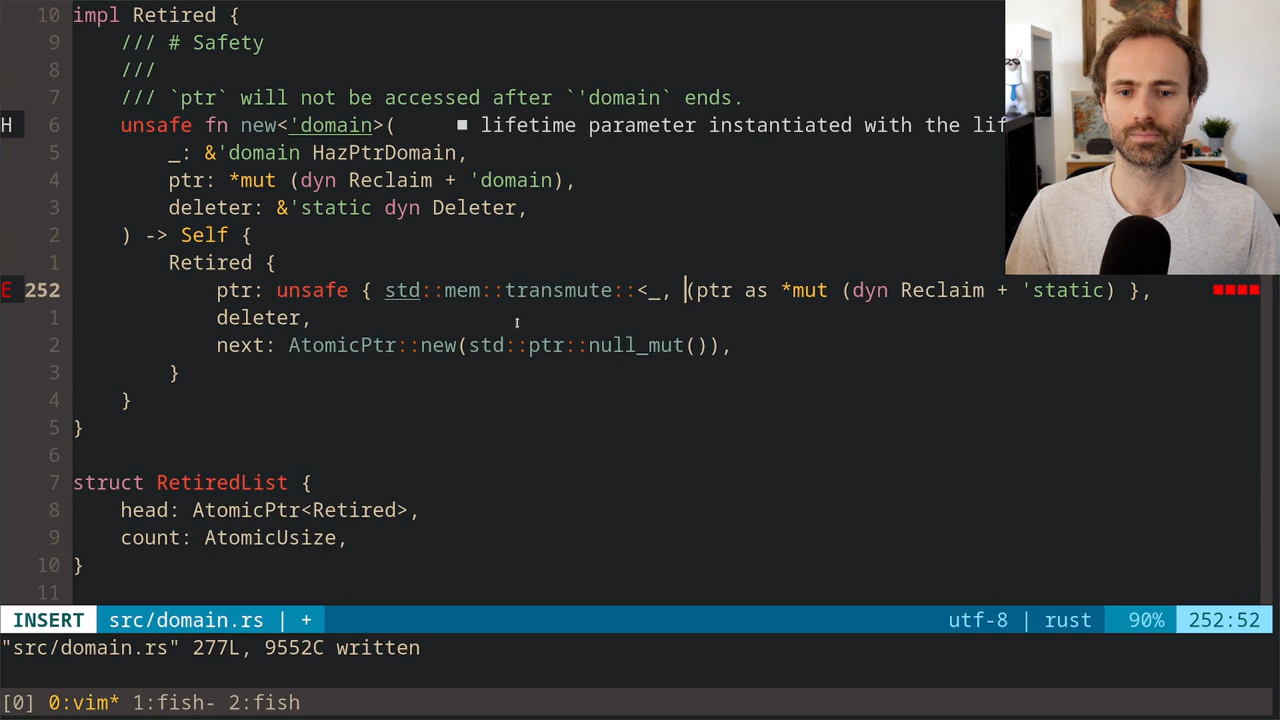 10 impl Retired {
9 /// # Safety
8 ///
7 /// `ptr` will not be accessed after `'domain` ends.
H 6 unsafe fn new<'domain>( ■ lifetime parameter instantiated with the lif
5 _: &'domain HazPtrDomain,
4 ptr: *mut (dyn Reclaim + 'domain),
3 deleter: &'static dyn Deleter,
2 ) -> Self {
1 Retired {
E 252 ptr: unsafe { std::mem::transmute::<_, (ptr as *mut (dyn Reclaim + 'static) }, ■■■■
1 deleter,
2 next: AtomicPtr::new(std::ptr::null_mut()),
3 }
4 }
5 }
6
7 struct RetiredList {
8 head: AtomicPtr<Retired>,
9 count: AtomicUsize,
10 }
11
INSERT src/domain.rs | + utf-8 | rust 90% 252:52
"src/domain.rs" 277L, 9552C written
[0] 0:vim* 1:fish- 2:fish